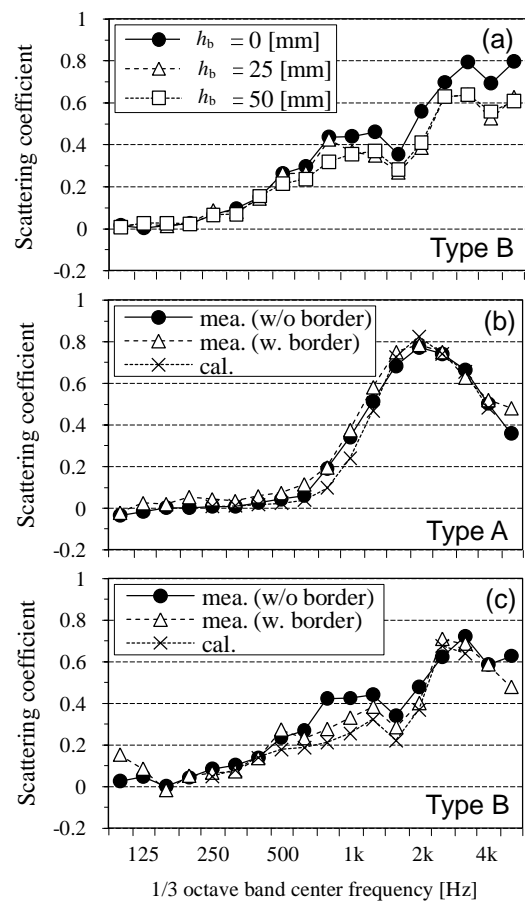 (a)
h_b = 0 [mm]
h_b = 25 [mm]
h_b = 50 [mm]
1
0.8
0.6
0.4
0.2
0
-0.2
Scattering coefficient
Type B
(b)
mea. (w/o border)
mea. (w. border)
cal.
1
0.8
0.6
0.4
0.2
0
-0.2
Scattering coefficient
Type A
(c)
mea. (w/o border)
mea. (w. border)
cal.
1
0.8
0.6
0.4
0.2
0
-0.2
Scattering coefficient
Type B
125 250 500 1k 2k 4k
1/3 octave band center frequency [Hz]